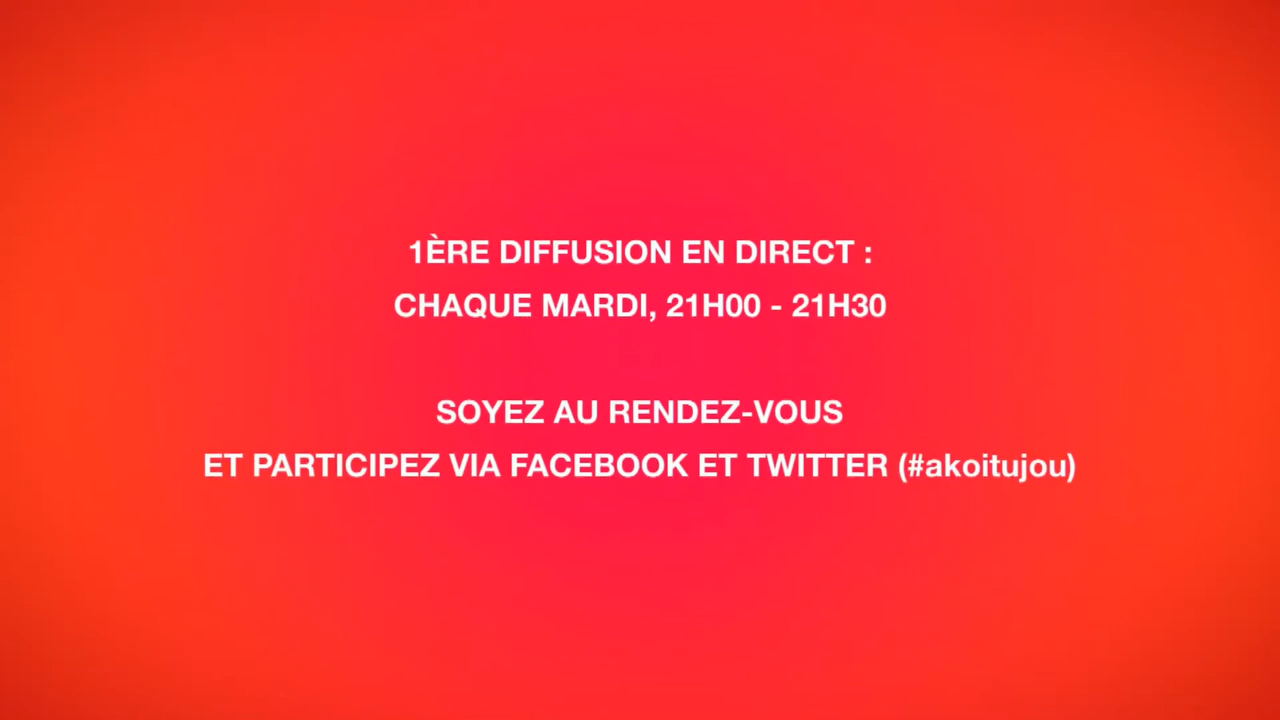 1ÈRE DIFFUSION EN DIRECT :
CHAQUE MARDI, 21H00 - 21H30
SOYEZ AU RENDEZ-VOUS
ET PARTICIPEZ VIA FACEBOOK ET TWITTER (#akoitujou)